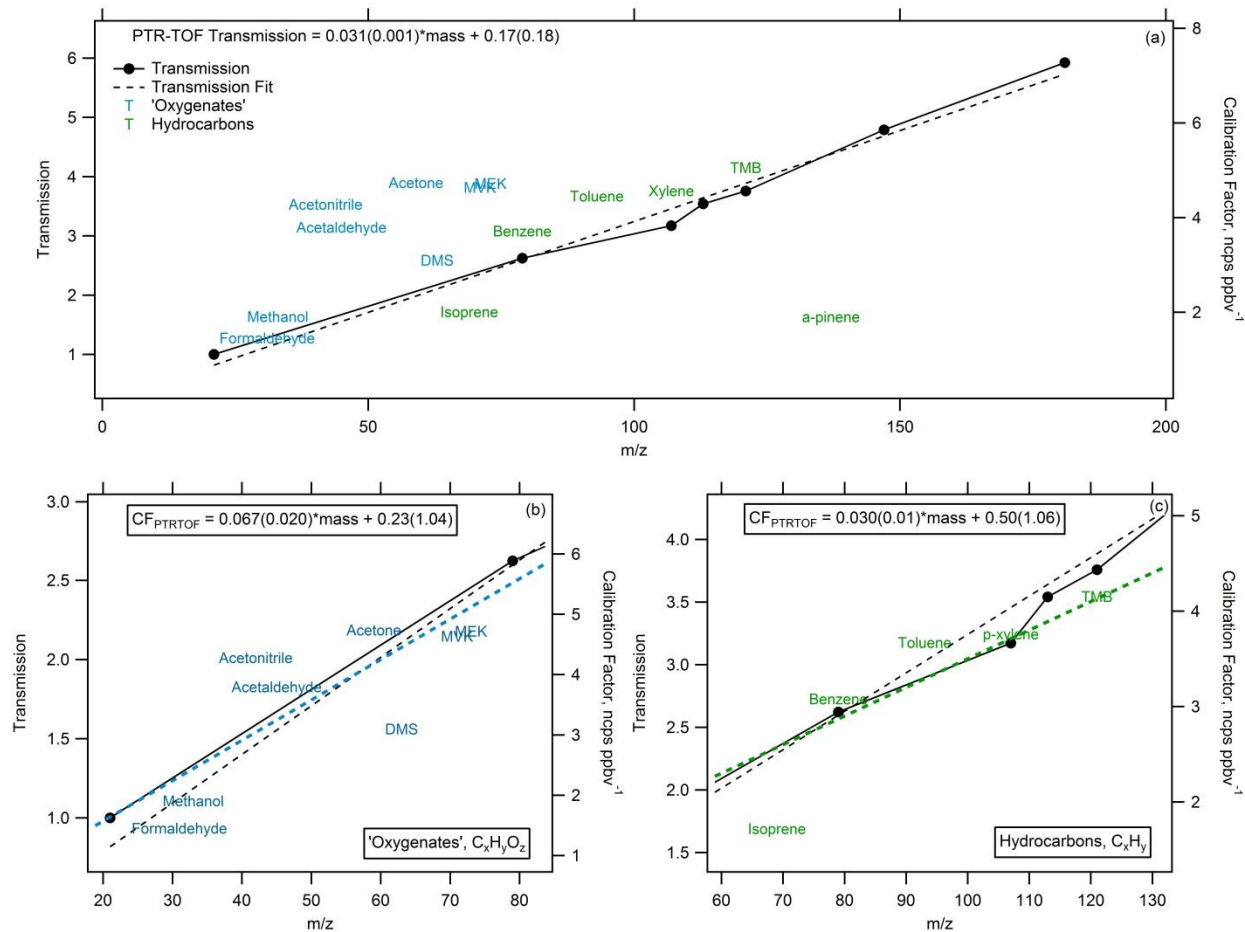 PTR-TOF Transmission = 0.031(0.001)*mass + 0.17(0.18)
(a)
Transmission
Transmission Fit
T 'Oxygenates'
T Hydrocarbons
Transmission
6
5
4
3
2
1
Calibration Factor, ncps ppbv-1
8
6
4
2
Acetone
MEK
MVK
Acetonitrile
Acetaldehyde
DMS
Methanol
Formaldehyde
Toluene
Xylene
TMB
Benzene
Isoprene
a-pinene
0 50 100 150 200
m/z
CFPTRTOF = 0.067(0.020)*mass + 0.23(1.04)
(b)
Transmission
3.0
2.5
2.0
1.5
1.0
Calibration Factor, ncps ppbv-1
6
5
4
3
2
1
Acetone
MEK
MVK
Acetonitrile
Acetaldehyde
DMS
Methanol
Formaldehyde
'Oxygenates', CxHyOz
20 30 40 50 60 70 80
m/z
CFPTRTOF = 0.030(0.01)*mass + 0.50(1.06)
(c)
Transmission
4.0
3.5
3.0
2.5
2.0
1.5
Calibration Factor, ncps ppbv-1
5
4
3
2
TMB
p-xylene
Toluene
Benzene
Isoprene
Hydrocarbons, CxHy
60 70 80 90 100 110 120 130
m/z